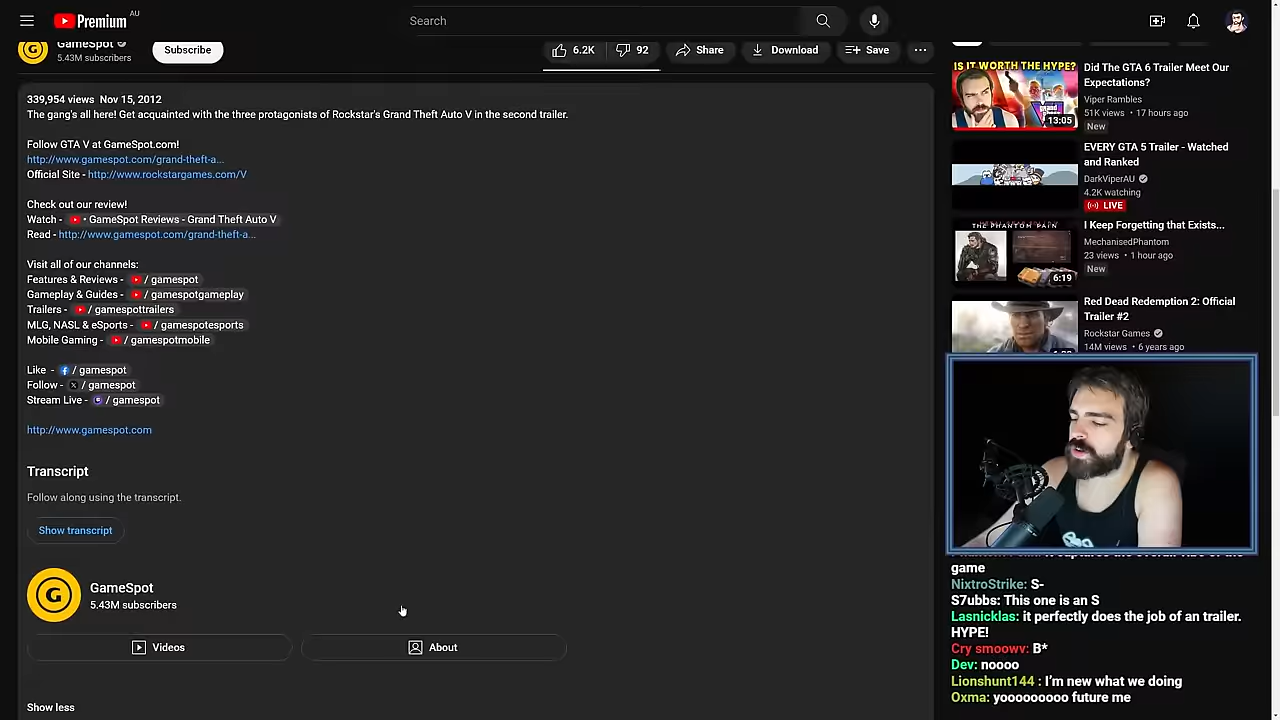 Premium AU
Search
GameSpot
5.43M subscribers
Subscribe
6.2K
92
Share
Download
Save
339,954 views Nov 15, 2012
The gang's all here! Get acquainted with the three protagonists of Rockstar's Grand Theft Auto V in the second trailer.
Follow GTA V at GameSpot.com!
http://www.gamespot.com/grand-theft-a...
Official Site - http://www.rockstargames.com/V
Check out our review!
Watch - • GameSpot Reviews - Grand Theft Auto V
Read - http://www.gamespot.com/grand-theft-a...
Visit all of our channels:
Features & Reviews - / gamespot
Gameplay & Guides - / gamespotgameplay
Trailers - / gamespottrailers
MLG, NASL & eSports - / gamespotesports
Mobile Gaming - / gamespotmobile
Like - / gamespot
Follow - X / gamespot
Stream Live - / gamespot
http://www.gamespot.com
Transcript
Follow along using the transcript.
Show transcript
G
GameSpot
5.43M subscribers
Videos
About
Show less
IS IT WORTH THE HYPE?
13:05
Did The GTA 6 Trailer Meet Our
Expectations?
Viper Rambles
51K views • 17 hours ago
New
EVERY GTA 5 Trailer - Watched
and Ranked
DarkViperAU
4.2K watching
LIVE
THE PHANTOM PAIN
6:19
I Keep Forgetting that Exists...
MechanisedPhantom
23 views • 1 hour ago
New
Red Dead Redemption 2: Official
Trailer #2
Rockstar Games
14M views • 6 years ago
game
NixtroStrike: S-
S7ubbs: This one is an S
Lasnicklas: it perfectly does the job of an trailer.
HYPE!
Cry smoowv: B*
Dev: noooo
Lionshunt144 : I'm new what we doing
Oxma: yooooooooo future me